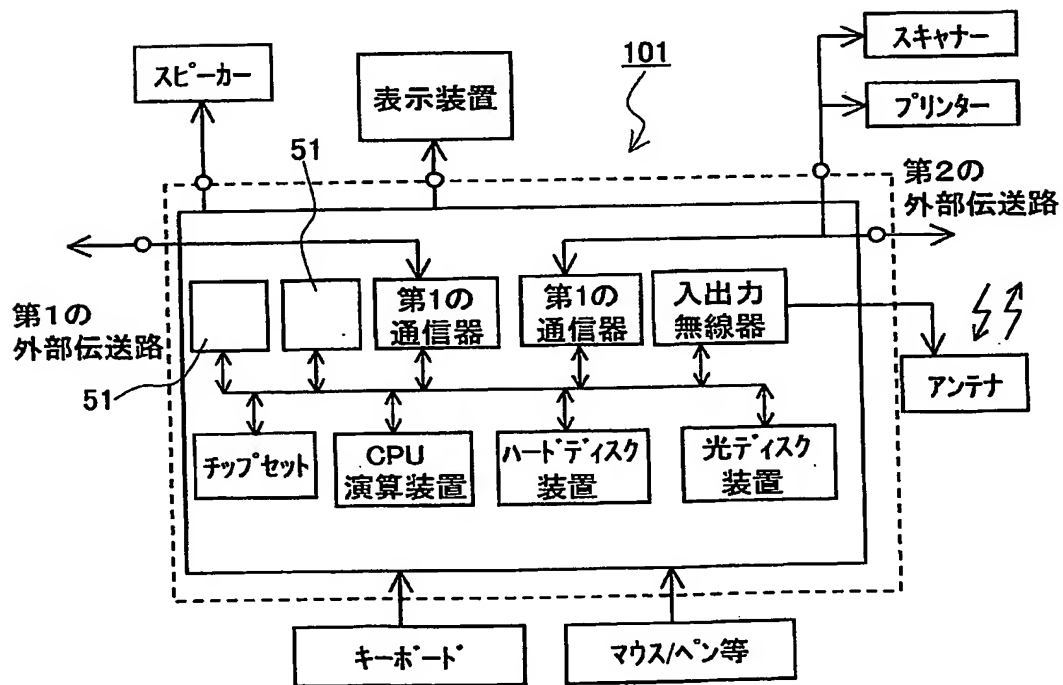 スピーカー
表示装置
101
スキャナー
プリンター
51
第2の
外部伝送路
第1の
外部伝送路
51
第1の
通信器
第1の
通信器
入出力
無線器
アンテナ
チップセット
CPU
演算装置
ハードディスク
装置
光ディスク
装置
キーボード
マウス/ペン等